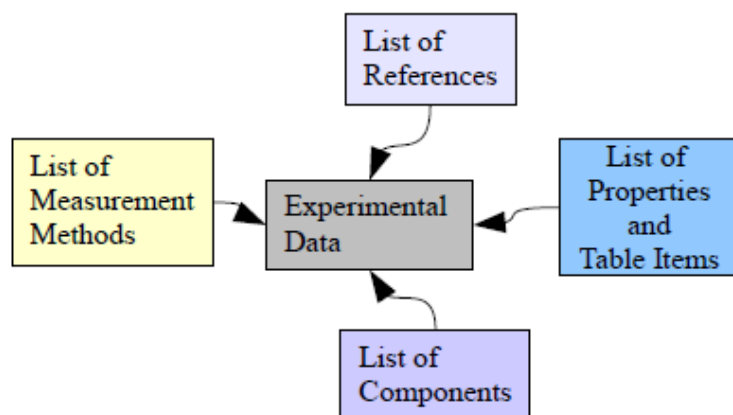 List of
References
List of
Measurement
Methods
Experimental
Data
List of
Properties
and
Table Items
List of
Components